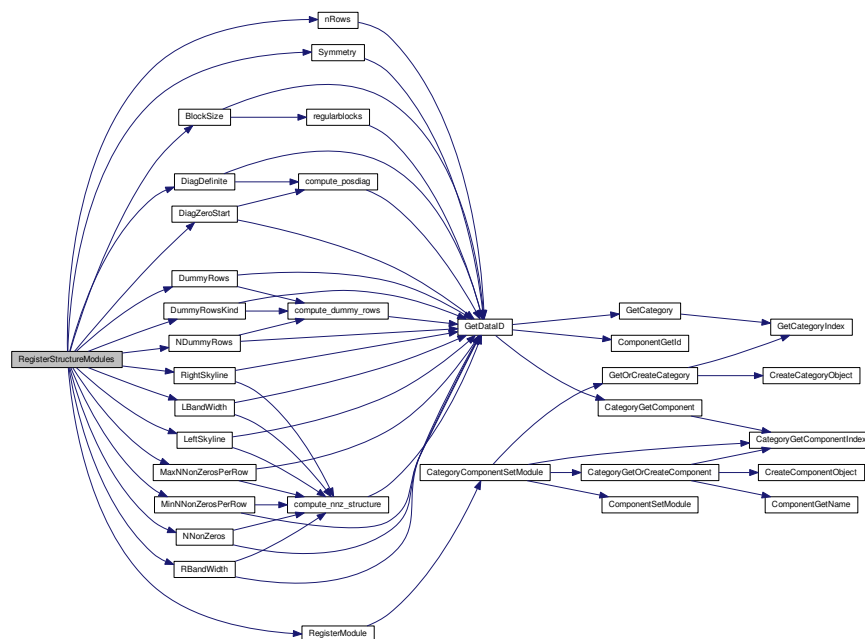 nRows
Symmetry
BlockSize
regularblocks
DiagDefinite
compute_posdiag
DiagZeroStart
DummyRows
DummyRowsKind
compute_dummy_rows
NDummyRows
GetDataID
GetCategory
GetCategoryIndex
ComponentGetId
RegisterStructureModules
RightSkyline
GetOrCreateCategory
CreateCategoryObject
LBandWidth
CategoryGetComponent
LeftSkyline
CategoryGetComponentIndex
MaxNNonZerosPerRow
CategoryComponentSetModule
CategoryGetOrCreateComponent
CreateComponentObject
MinNNonZerosPerRow
compute_nnz_structure
ComponentSetModule
ComponentGetName
NNonZeros
RBandWidth
RegisterModule